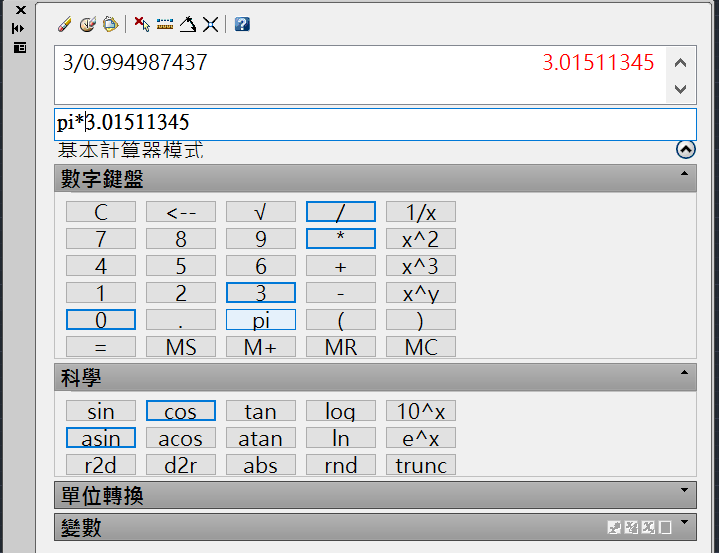 3/0.994987437 3.01511345
pi*3.01511345
基本計算器模式
數字鍵盤
C <-- √ / 1/x
7 8 9 * x^2
4 5 6 + x^3
1 2 3 - x^y
0 . pi ( )
= MS M+ MR MC
科學
sin cos tan log 10^x
asin acos atan ln e^x
r2d d2r abs rnd trunc
單位轉換
變數